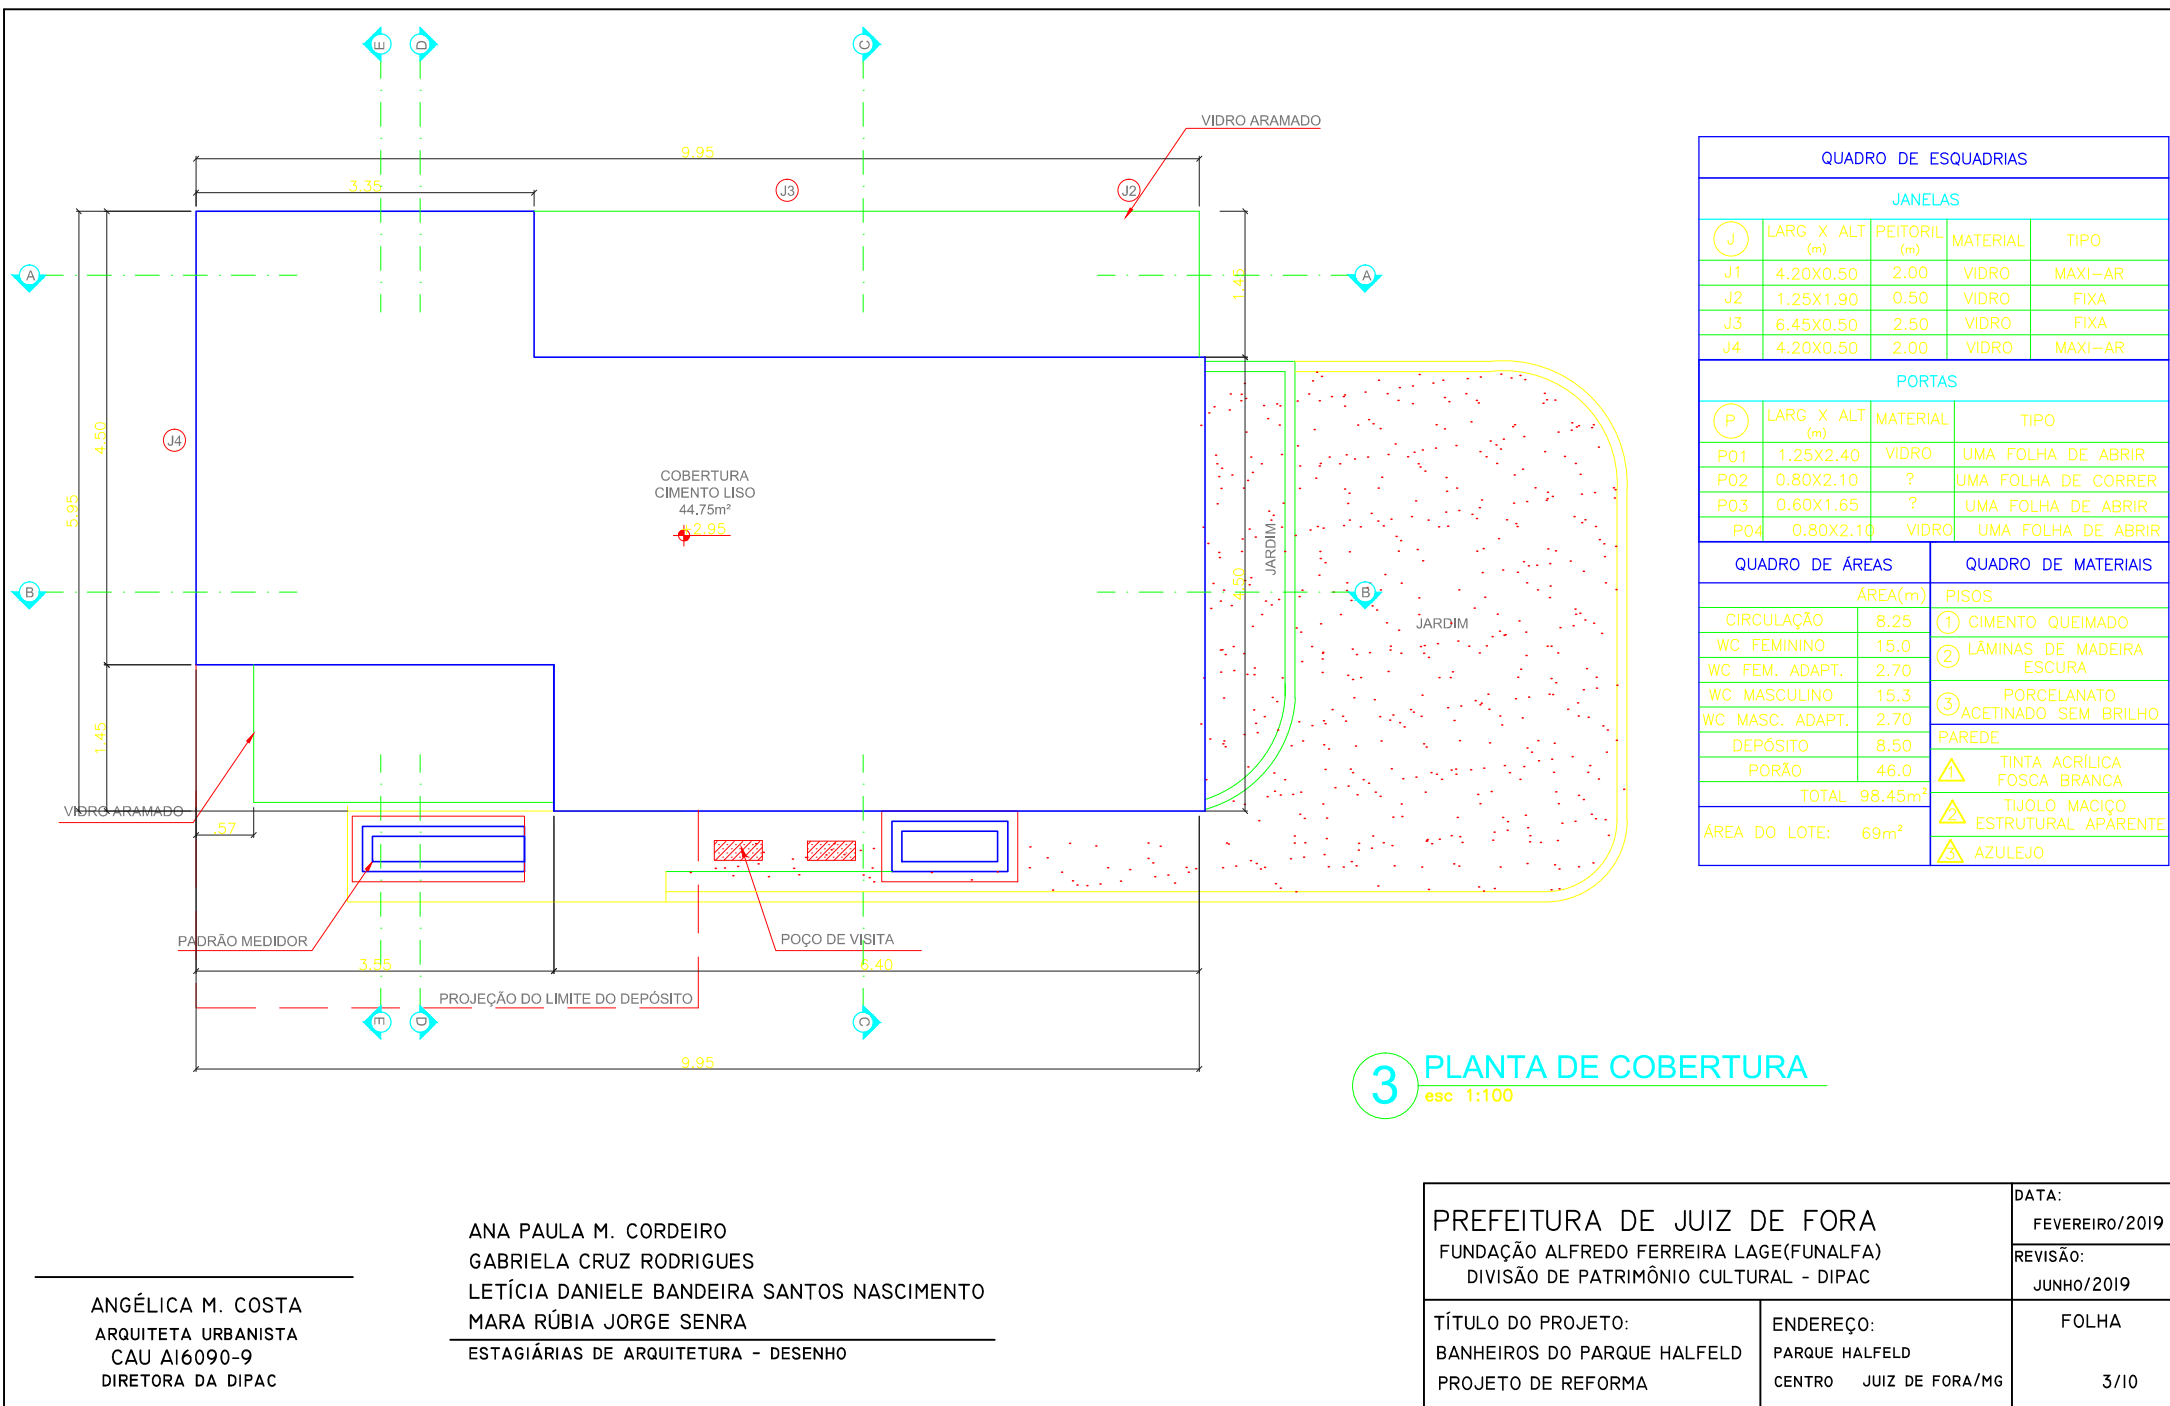 E
D
C
VIDRO ARAMADO
9.95
3.35
J3
J2
A
A
1.45
4.50
5.95
J4
COBERTURA
CIMENTO LISO
44.75m²
2.95
JARDIM
4.50
B
B
JARDIM
1.45
VIDRO ARAMADO
.57
PADRÃO MEDIDOR
POÇO DE VISITA
3.55
6.40
PROJEÇÃO DO LIMITE DO DEPÓSITO
E
D
C
9.95
3
PLANTA DE COBERTURA
esc 1:100
QUADRO DE ESQUADRIAS
JANELAS
J LARG X ALT (m) PEITORIL (m) MATERIAL TIPO
J1 4.20X0.50 2.00 VIDRO MAXI-AR
J2 1.25X1.90 0.50 VIDRO FIXA
J3 6.45X0.50 2.50 VIDRO FIXA
J4 4.20X0.50 2.00 VIDRO MAXI-AR
PORTAS
P LARG X ALT (m) MATERIAL TIPO
P01 1.25X2.40 VIDRO UMA FOLHA DE ABRIR
P02 0.80X2.10 ? UMA FOLHA DE CORRER
P03 0.60X1.65 ? UMA FOLHA DE ABRIR
P04 0.80X2.10 VIDRO UMA FOLHA DE ABRIR
QUADRO DE ÁREAS
ÁREA(m)
CIRCULAÇÃO 8.25
WC FEMININO 15.0
WC FEM. ADAPT. 2.70
WC MASCULINO 15.3
WC MASC. ADAPT. 2.70
DEPÓSITO 8.50
PORÃO 46.0
TOTAL 98.45m²
ÁREA DO LOTE: 69m²
QUADRO DE MATERIAIS
PISOS
1 CIMENTO QUEIMADO
2 LÂMINAS DE MADEIRA
ESCURA
3 PORCELANATO
ACETINADO SEM BRILHO
PAREDE
1 TINTA ACRÍLICA
FOSCA BRANCA
2 TIJOLO MACIÇO
ESTRUTURAL APARENTE
3 AZULEJO
ANGÉLICA M. COSTA
ARQUITETA URBANISTA
CAU A16090-9
DIRETORA DA DIPAC
ANA PAULA M. CORDEIRO
GABRIELA CRUZ RODRIGUES
LETÍCIA DANIELE BANDEIRA SANTOS NASCIMENTO
MARA RÚBIA JORGE SENRA
ESTAGIÁRIAS DE ARQUITETURA - DESENHO
PREFEITURA DE JUIZ DE FORA
FUNDAÇÃO ALFREDO FERREIRA LAGE(FUNALFA)
DIVISÃO DE PATRIMÔNIO CULTURAL - DIPAC
DATA:
FEVEREIRO/2019
REVISÃO:
JUNHO/2019
TÍTULO DO PROJETO:
BANHEIROS DO PARQUE HALFELD
PROJETO DE REFORMA
ENDEREÇO:
PARQUE HALFELD
CENTRO JUIZ DE FORA/MG
FOLHA
3/10